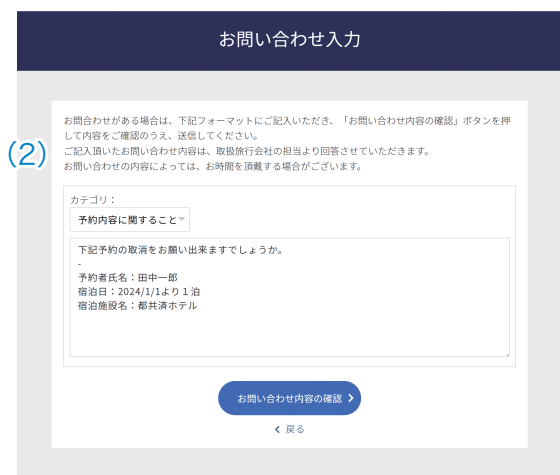 お問い合わせ入力
お問合わせがある場合は、下記フォーマットにご記入いただき、「お問い合わせ内容の確認」ボタンを押
して内容をご確認のうえ、送信してください。
(2)
ご記入頂いたお問い合わせ内容は、取扱旅行会社の担当より回答させていただきます。
お問い合わせの内容によっては、お時間を頂戴する場合がございます。
カテゴリ：
予約内容に関すること
下記予約の取消をお願い出来ますでしょうか。
-
予約者氏名：田中一郎
宿泊日：2024/1/1より１泊
宿泊施設名：都共済ホテル
お問い合わせ内容の確認
戻る